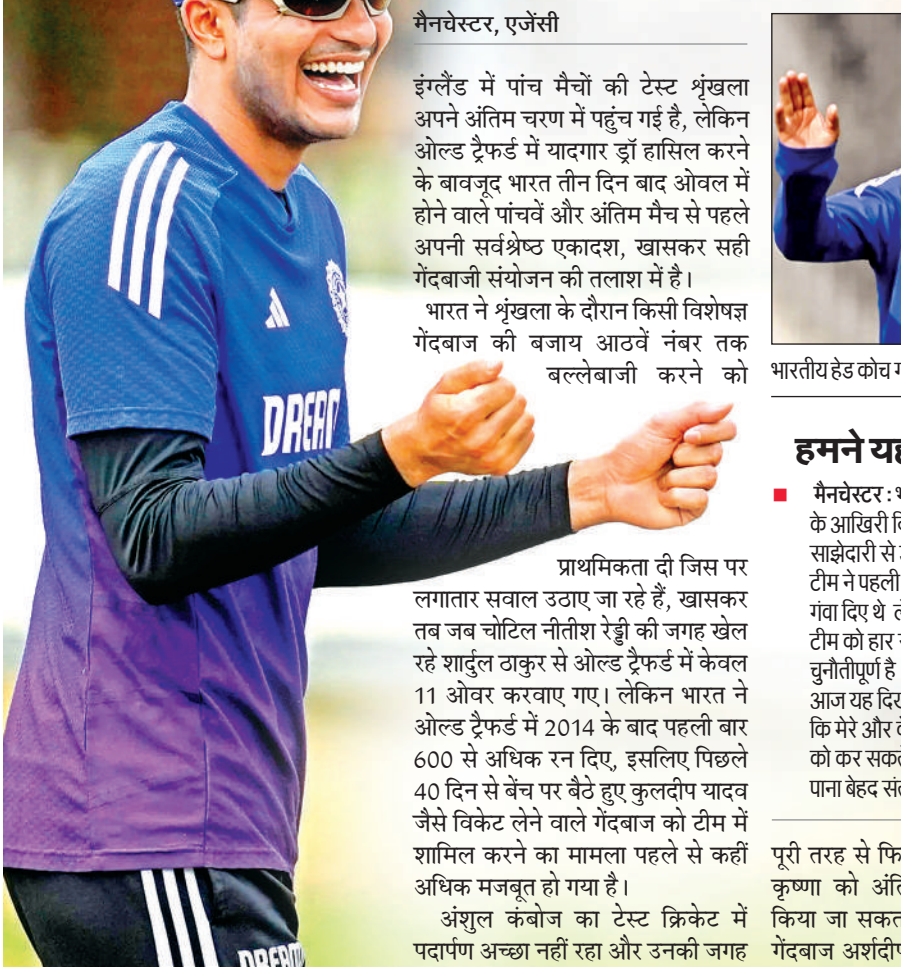 मैनचेस्टर, एजेंसी
इंग्लैंड में पांच मैचों की टेस्ट श्रृंखला
अपने अंतिम चरण में पहुंच गई है, लेकिन
ओल्ड ट्रैफर्ड में यादगार ड्रॉ हासिल करने
के बावजूद भारत तीन दिन बाद ओवल में
होने वाले पांचवें और अंतिम मैच से पहले
अपनी सर्वश्रेष्ठ एकादश, खासकर सही
गेंदबाजी संयोजन की तलाश में है।
भारत ने श्रृंखला के दौरान किसी विशेषज्ञ
गेंदबाज की बजाय आठवें नंबर तक
बल्लेबाजी करने को
प्राथमिकता दी जिस पर
लगातार सवाल उठाए जा रहे हैं, खासकर
तब जब चोटिल नीतीश रेड्डी की जगह खेल
रहे शार्दुल ठाकुर से ओल्ड ट्रैफर्ड में केवल
11 ओवर करवाए गए। लेकिन भारत ने
ओल्ड ट्रैफर्ड में 2014 के बाद पहली बार
600 से अधिक रन दिए, इसलिए पिछले
40 दिन से बेंच पर बैठे हुए कुलदीप यादव
जैसे विकेट लेने वाले गेंदबाज को टीम में
शामिल करने का मामला पहले से कहीं
अधिक मजबूत हो गया है।
अंशुल कंबोज का टेस्ट क्रिकेट में
पदार्पण अच्छा नहीं रहा और उनकी जगह
भारतीय हेड कोच
हमने
मैनचेस्टर :
के आखिरी
साझेदारी से
टीम ने पहली
गंवा दिए थे
टीम को हार
चुनौतीपूर्ण है
आज यह
कि मेरे और
को कर
पाना बेहद
पूरी तरह से
कृष्णा को
किया जा
गेंदबाज
DREAM
DREAM